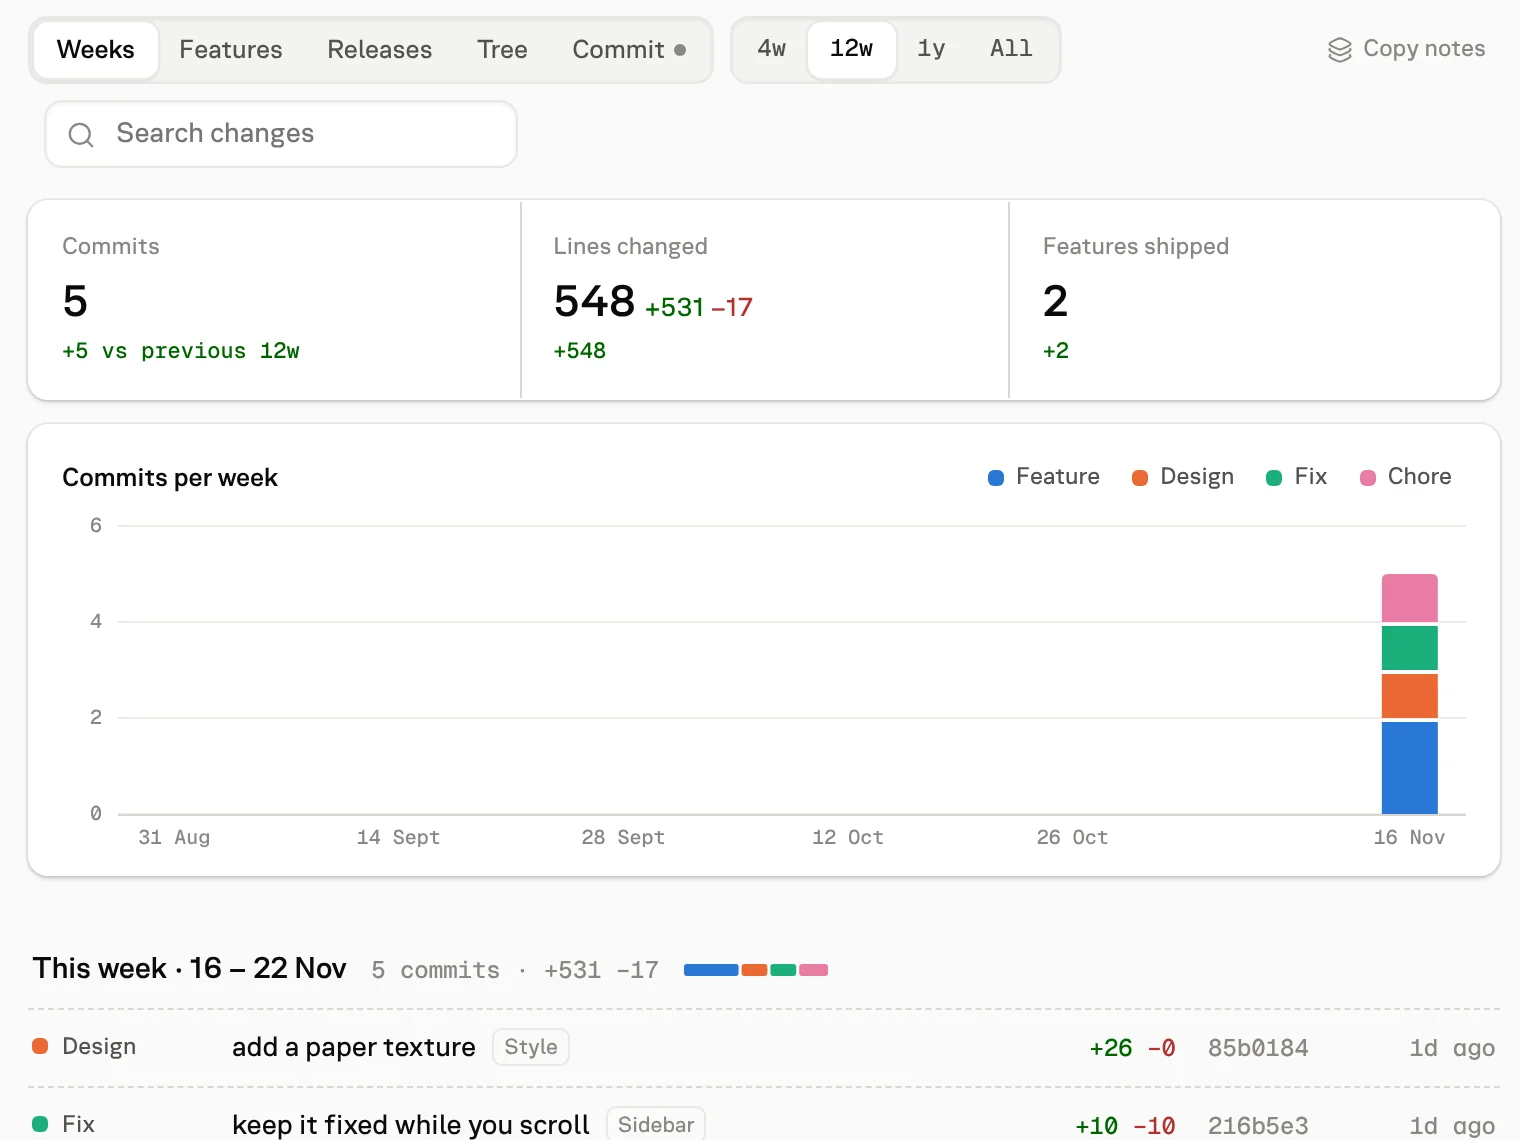 Weeks Features Releases Tree Commit 4w 12w 1y All Copy notes
Search changes
Commits Lines changed Features shipped
5 548 +531 −17 2
+5 vs previous 12w +548 +2
Commits per week Feature Design Fix Chore
6
4
2
0
31 Aug 14 Sept 28 Sept 12 Oct 26 Oct 16 Nov
This week · 16 – 22 Nov 5 commits · +531 −17
Design add a paper texture Style +26 −0 85b0184 1d ago
Fix keep it fixed while you scroll Sidebar +10 −10 216b5e3 1d ago